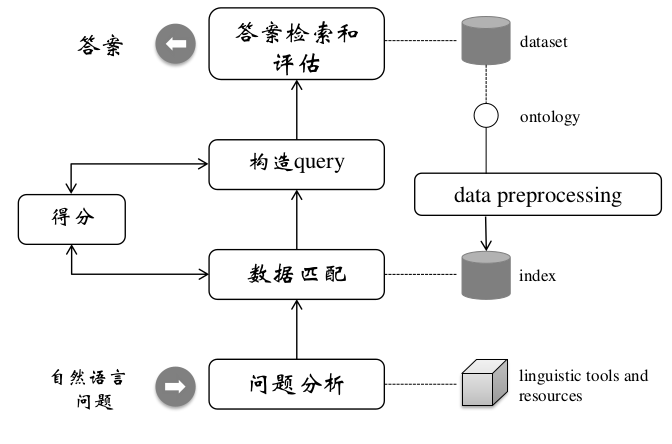 答案
答案检索和
评估
dataset
ontology
构造query
data preprocessing
得分
数据匹配
index
自然语言
问题
问题分析
linguistic tools and
resources